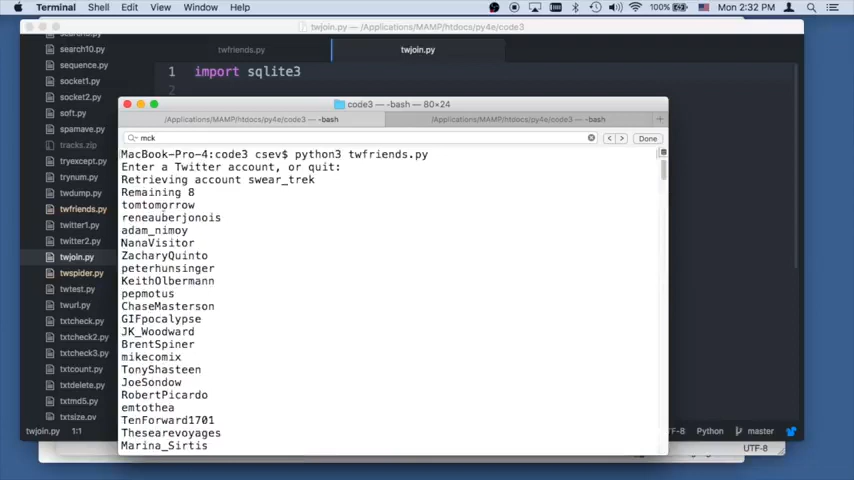 Terminal Shell Edit View Window Help 100% Mon 2:32 PM
twjoin.py — /Applications/MAMP/htdocs/py4e/code3
search10.py
twfriends.py twjoin.py
sequence.py
socket1.py
1 import sqlite3
socket2.py
2
soft.py
code3 — -bash — 80×24
spamave.py
/Applications/MAMP/htdocs/py4e/code3 — -bash /Applications/MAMP/htdocs/py4e/code3 — -bash +
tracks.zip
mck Done
trynum.py
MacBook-Pro-4:code3 csev$ python3 twfriends.py
tryexcept.py
Enter a Twitter account, or quit:
Retrieving account swear_trek
twdump.py
Remaining 8
twfriends.py
tomtomorrow
twitter1.py
reneauberjonois
adam_nimoy
twitter2.py
NanaVisitor
twjoin.py
ZacharyQuinto
twspider.py
peterhunsinger
KeithOlbermann
twtest.py
pepmotus
twurl.py
ChaseMasterson
txtcheck.py
GIFpocalypse
txtcheck2.py
JK_Woodward
BrentSpiner
txtcheck3.py
mikecomix
txtcount.py
TonyShasteen
txtdelete.py
JoeSondow
RobertPicardo
txtmd5.py
emtothea
txtsize.py
TenForward1701
twjoin.py 1:1 TF-8 Python master
Thesearevoyages
Marina_Sirtis
UTF-8